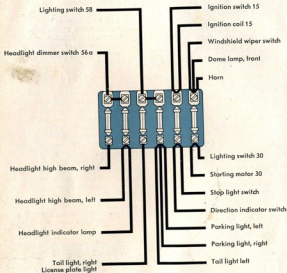 Lighting switch 58
Ignition switch 15
Ignition coil 15
Windshield wiper switch
Headlight dimmer switch 56a
Dome lamp, front
Horn
Lighting switch 30
Headlight high beam, right
Starting motor 30
Stop light switch
Headlight high beam, left
Direction indicator switch
Parking light, left
Headlight indicator lamp
Parking light, right
Tail light, right
License plate light
Tail light left